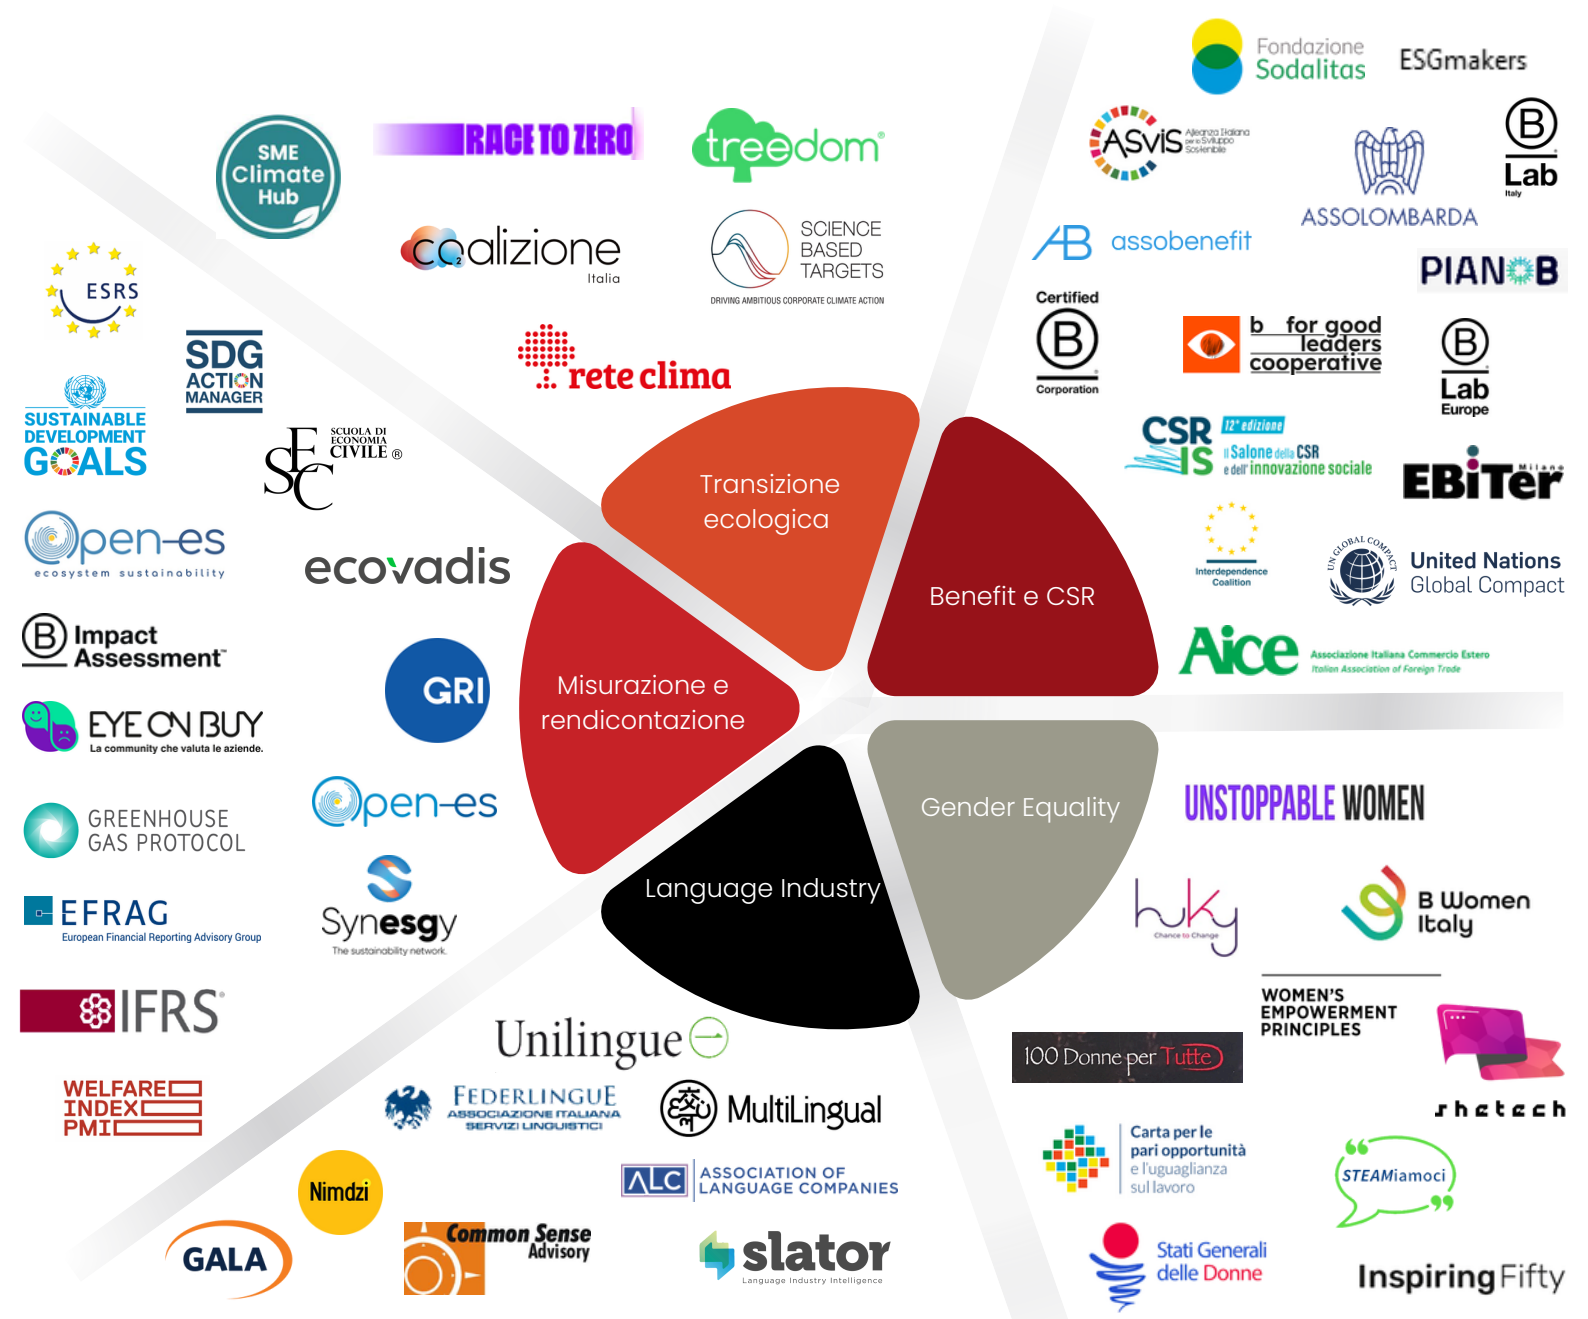 Fondazione
Sodalitas
ESGmakers
SME
Climate
Hub
RACE TO ZERO
treedom®
ASviS
Alleanza Italiana
per lo Sviluppo
Sostenibile
ASSOLOMBARDA
B
Lab
Italy
CO2alizione
Italia
SCIENCE
BASED
TARGETS
DRIVING AMBITIOUS CORPORATE CLIMATE ACTION
AB assobenefit
PIANOB
ESRS
SDG
ACTION
MANAGER
rete clima
Certified
B
Corporation
b for good
leaders
cooperative
B
Lab
Europe
SUSTAINABLE
DEVELOPMENT
GOALS
SEC
SCUOLA DI
ECONOMIA
CIVILE ®
CSR
IS
12° edizione
Il Salone della CSR
e dell'innovazione sociale
EBiTer
Milano
Transizione
ecologica
Open-es
ecosystem sustainability
ecovadis
Interdependence
Coalition
UN GLOBAL COMPACT
United Nations
Global Compact
Benefit e CSR
B Impact
Assessment™
GRI
Aice
Associazione Italiana Commercio Estero
Italian Association of Foreign Trade
Misurazione e
rendicontazione
EYE ON BUY
La community che valuta le aziende.
Open-es
GREENHOUSE
GAS PROTOCOL
Gender Equality
UNSTOPPABLE WOMEN
Synesgy
The sustainability network.
Language Industry
huky
Chance to Change
B Women
Italy
EFRAG
European Financial Reporting Advisory Group
IFRS®
WOMEN'S
EMPOWERMENT
PRINCIPLES
Unilingue
100 Donne per Tutte
shetech
WELFARE
INDEX
PMI
FEDERLINGUE
ASSOCIAZIONE ITALIANA
SERVIZI LINGUISTICI
MultiLingual
Carta per le
pari opportunità
e l'uguaglianza
sul lavoro
STEAMiamoci
Nimdzi
ALC
ASSOCIATION OF
LANGUAGE COMPANIES
GALA
Common Sense
Advisory
slator
Language Industry Intelligence
Stati Generali
delle Donne
InspiringFifty